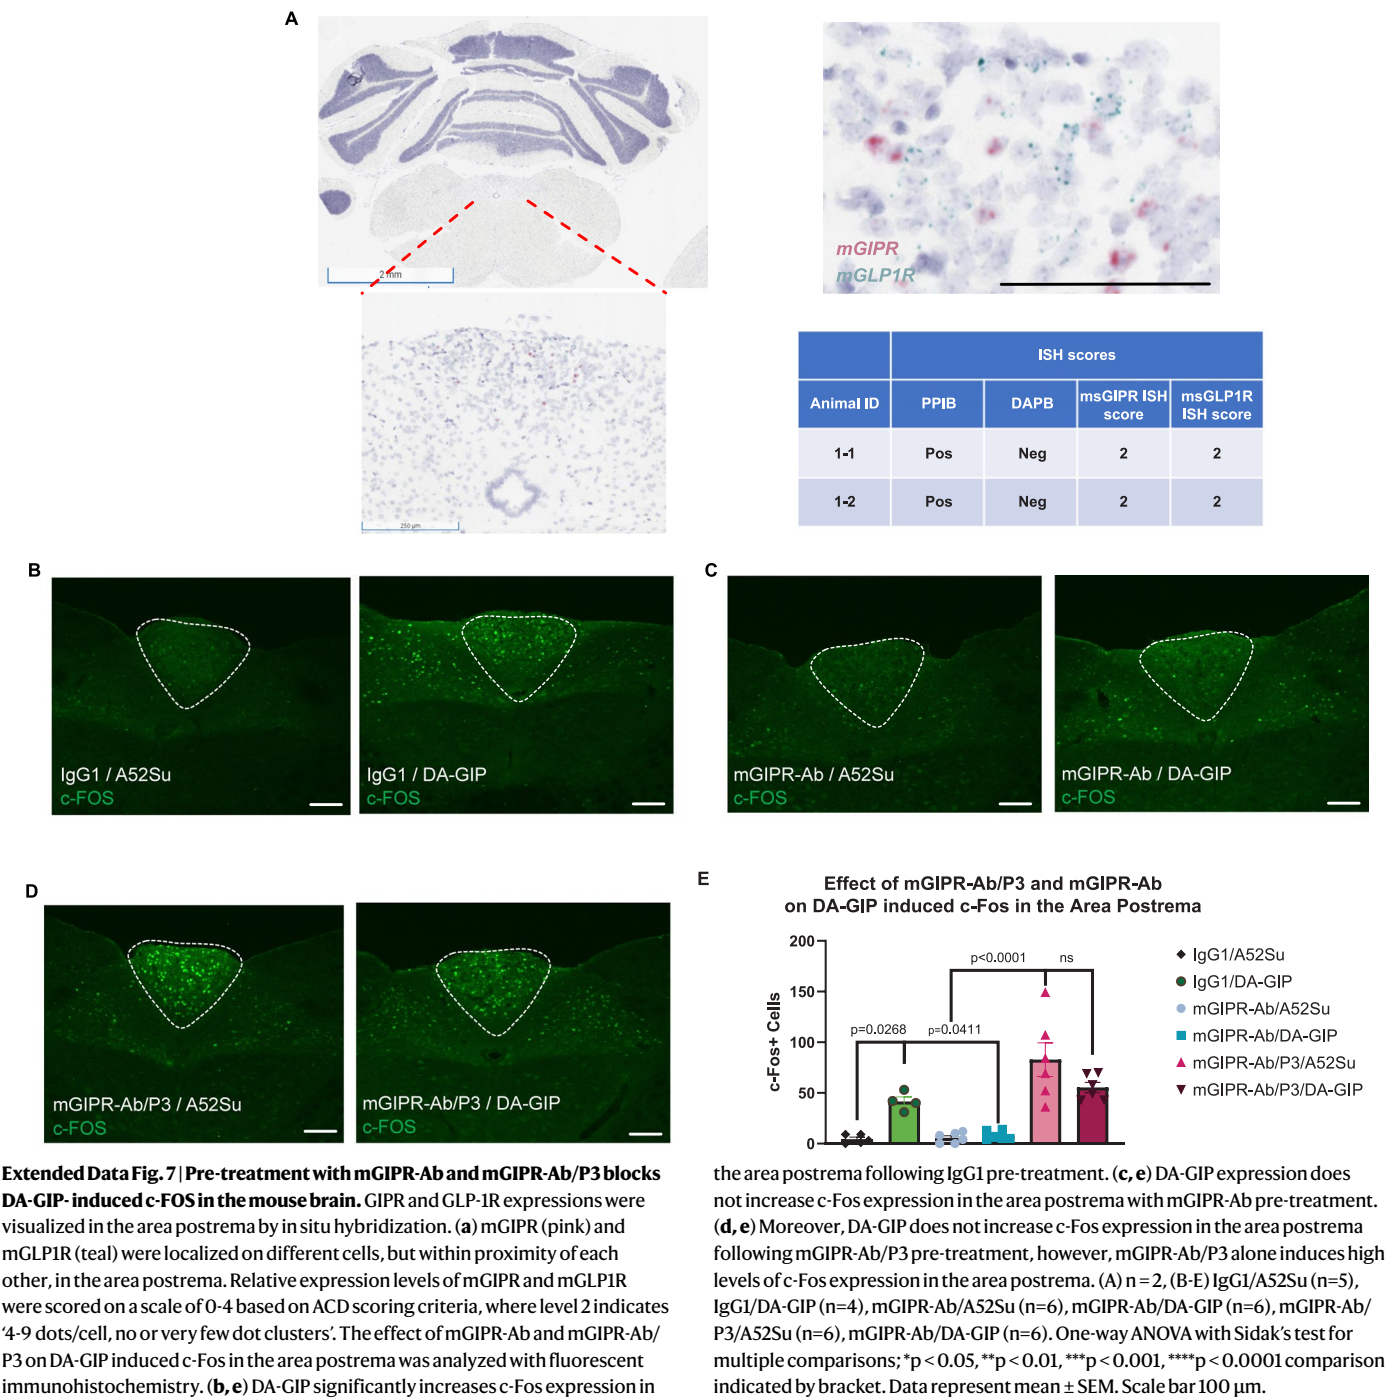 A
2 mm
250 µm
mGIPR
mGLP1R
ISH scores
Animal ID PPIB DAPB msGIPR ISH score msGLP1R ISH score
1-1 Pos Neg 2 2
1-2 Pos Neg 2 2
B
IgG1 / A52Su
c-FOS
IgG1 / DA-GIP
c-FOS
C
mGIPR-Ab / A52Su
c-FOS
mGIPR-Ab / DA-GIP
c-FOS
D
mGIPR-Ab/P3 / A52Su
c-FOS
mGIPR-Ab/P3 / DA-GIP
c-FOS
E
Effect of mGIPR-Ab/P3 and mGIPR-Ab
on DA-GIP induced c-Fos in the Area Postrema
c-Fos+ Cells
200
150
100
50
0
p<0.0001
ns
p=0.0268
p=0.0411
IgG1/A52Su
IgG1/DA-GIP
mGIPR-Ab/A52Su
mGIPR-Ab/DA-GIP
mGIPR-Ab/P3/A52Su
mGIPR-Ab/P3/DA-GIP
Extended Data Fig. 7 | Pre-treatment with mGIPR-Ab and mGIPR-Ab/P3 blocks
DA-GIP- induced c-FOS in the mouse brain. GIPR and GLP-1R expressions were
visualized in the area postrema by in situ hybridization. (a) mGIPR (pink) and
mGLP1R (teal) were localized on different cells, but within proximity of each
other, in the area postrema. Relative expression levels of mGIPR and mGLP1R
were scored on a scale of 0-4 based on ACD scoring criteria, where level 2 indicates
‘4-9 dots/cell, no or very few dot clusters’. The effect of mGIPR-Ab and mGIPR-Ab/
P3 on DA-GIP induced c-Fos in the area postrema was analyzed with fluorescent
immunohistochemistry. (b, e) DA-GIP significantly increases c-Fos expression in
the area postrema following IgG1 pre-treatment. (c, e) DA-GIP expression does
not increase c-Fos expression in the area postrema with mGIPR-Ab pre-treatment.
(d, e) Moreover, DA-GIP does not increase c-Fos expression in the area postrema
following mGIPR-Ab/P3 pre-treatment, however, mGIPR-Ab/P3 alone induces high
levels of c-Fos expression in the area postrema. (A) n = 2, (B-E) IgG1/A52Su (n=5),
IgG1/DA-GIP (n=4), mGIPR-Ab/A52Su (n=6), mGIPR-Ab/DA-GIP (n=6), mGIPR-Ab/
P3/A52Su (n=6), mGIPR-Ab/DA-GIP (n=6). One-way ANOVA with Sidak’s test for
multiple comparisons; *p < 0.05, **p < 0.01, ***p < 0.001, ****p < 0.0001 comparison
indicated by bracket. Data represent mean ± SEM. Scale bar 100 µm.